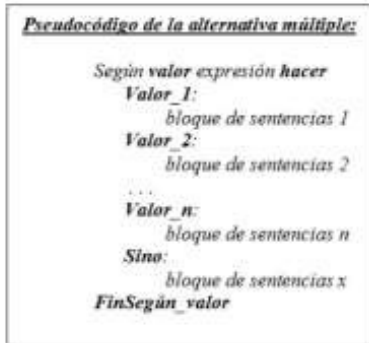 Pseudocódigo de la alternativa múltiple:
Según valor expresión hacer
Valor_1:
bloque de sentencias 1
Valor_2:
bloque de sentencias 2
. . .
Valor_n:
bloque de sentencias n
Sino:
bloque de sentencias x
FinSegún_valor